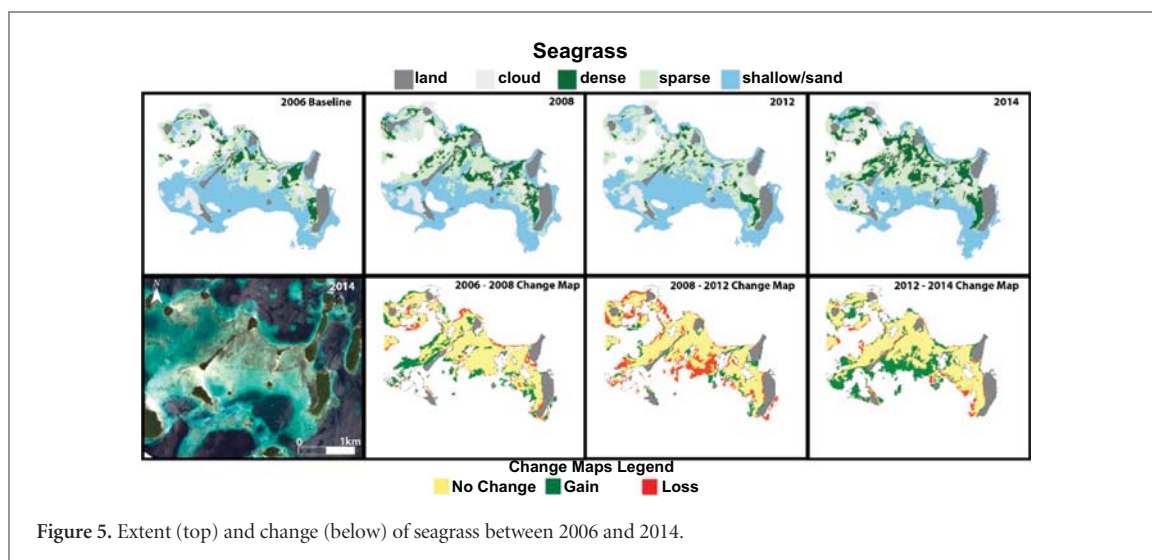 Seagrass
land cloud dense sparse shallow/sand
2006 Baseline 2008 2012 2014
2014 2006 - 2008 Change Map 2008 - 2012 Change Map 2012 - 2014 Change Map
N
0 1km
Change Maps Legend
No Change Gain Loss
Figure 5. Extent (top) and change (below) of seagrass between 2006 and 2014.